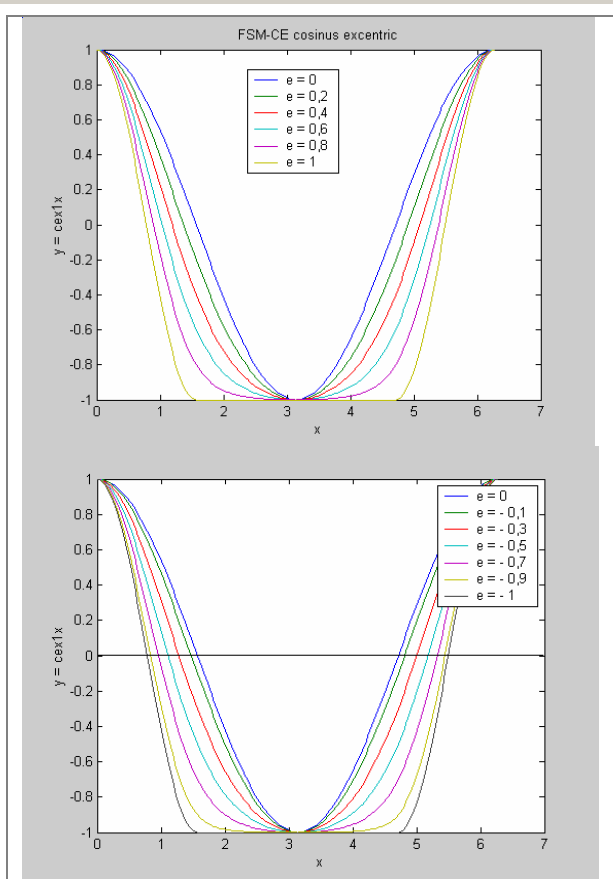 FSM-CE cosinus excentric
1
0.8
0.6
0.4
0.2
0
-0.2
-0.4
-0.6
-0.8
-1
y = cex1x
e = 0
e = 0,2
e = 0,4
e = 0,6
e = 0,8
e = 1
0 1 2 3 4 5 6 7
x
1
0.8
0.6
0.4
0.2
0
-0.2
-0.4
-0.6
-0.8
-1
y = cex1x
e = 0
e = - 0,1
e = - 0,3
e = - 0,5
e = - 0,7
e = - 0,9
e = - 1
0 1 2 3 4 5 6 7
x